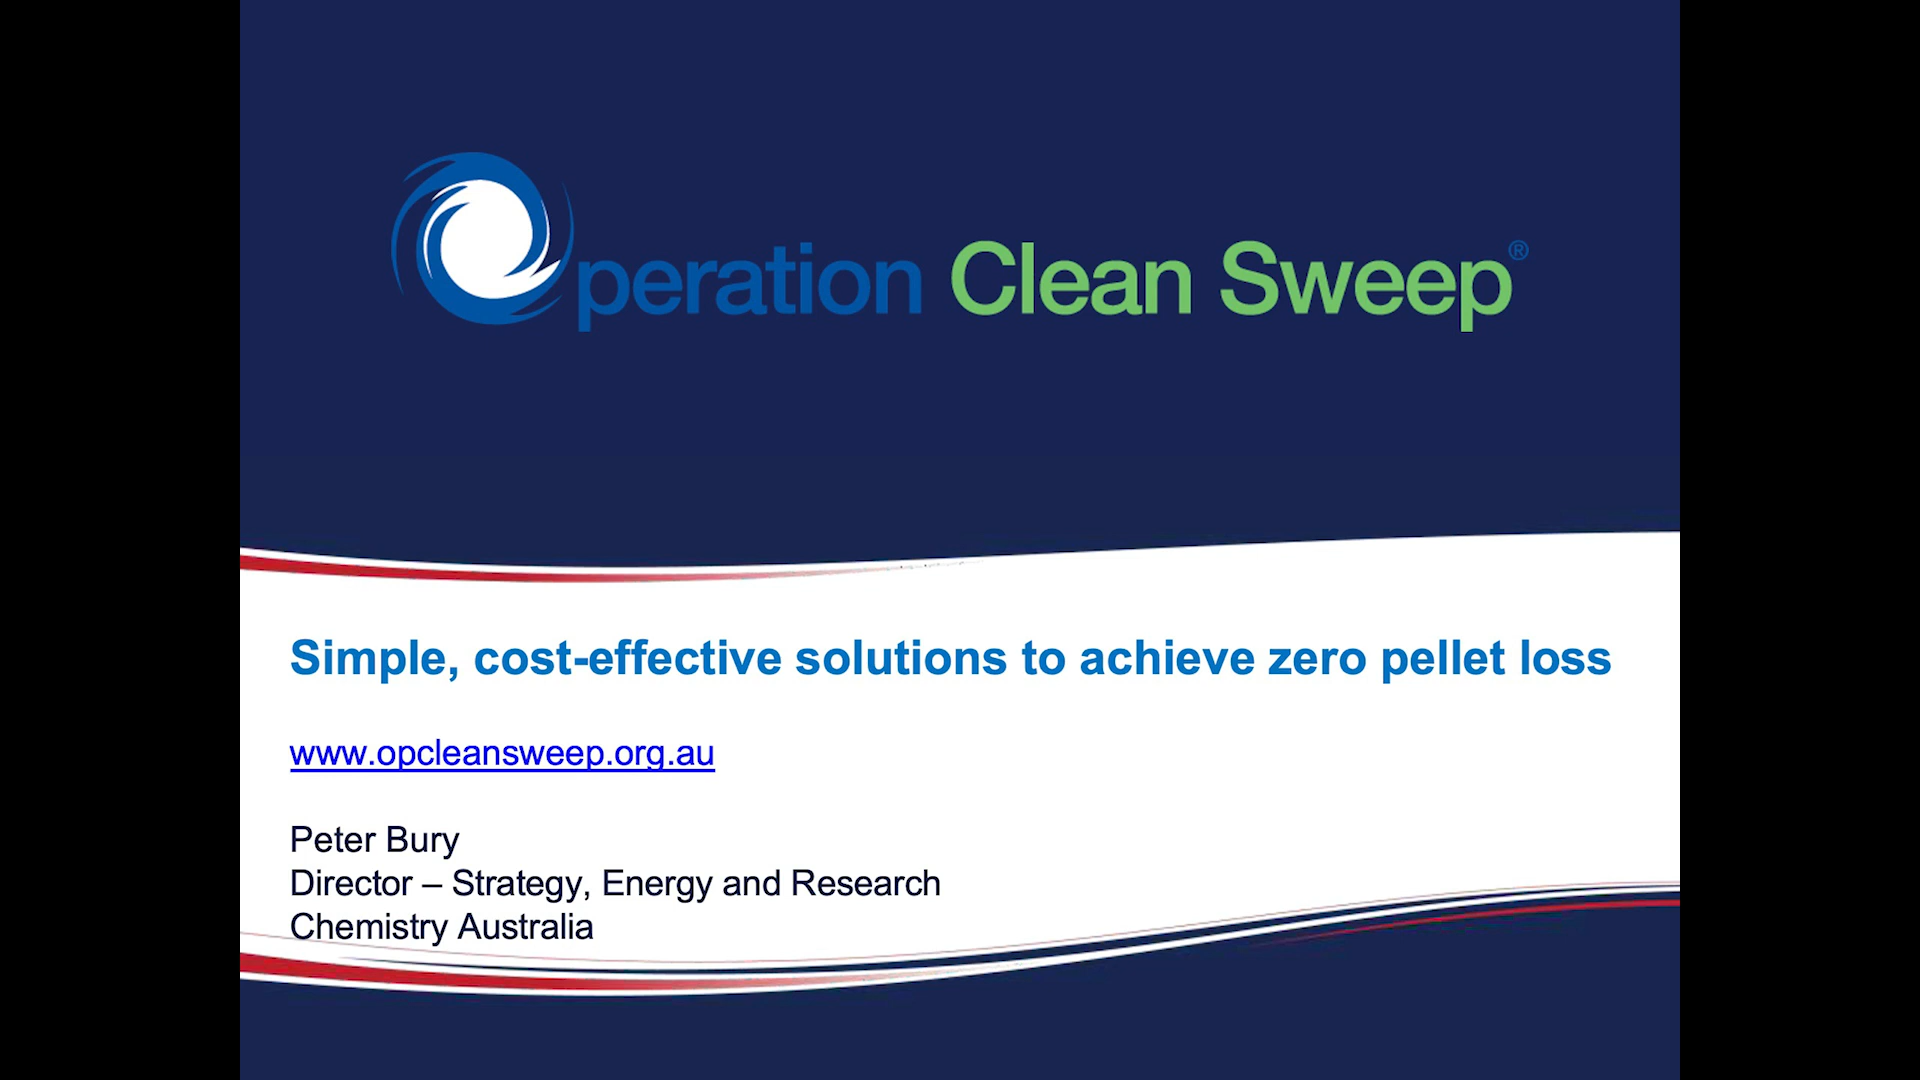 Operation Clean Sweep®
Simple, cost-effective solutions to achieve zero pellet loss
www.opcleansweep.org.au
Peter Bury
Director – Strategy, Energy and Research
Chemistry Australia